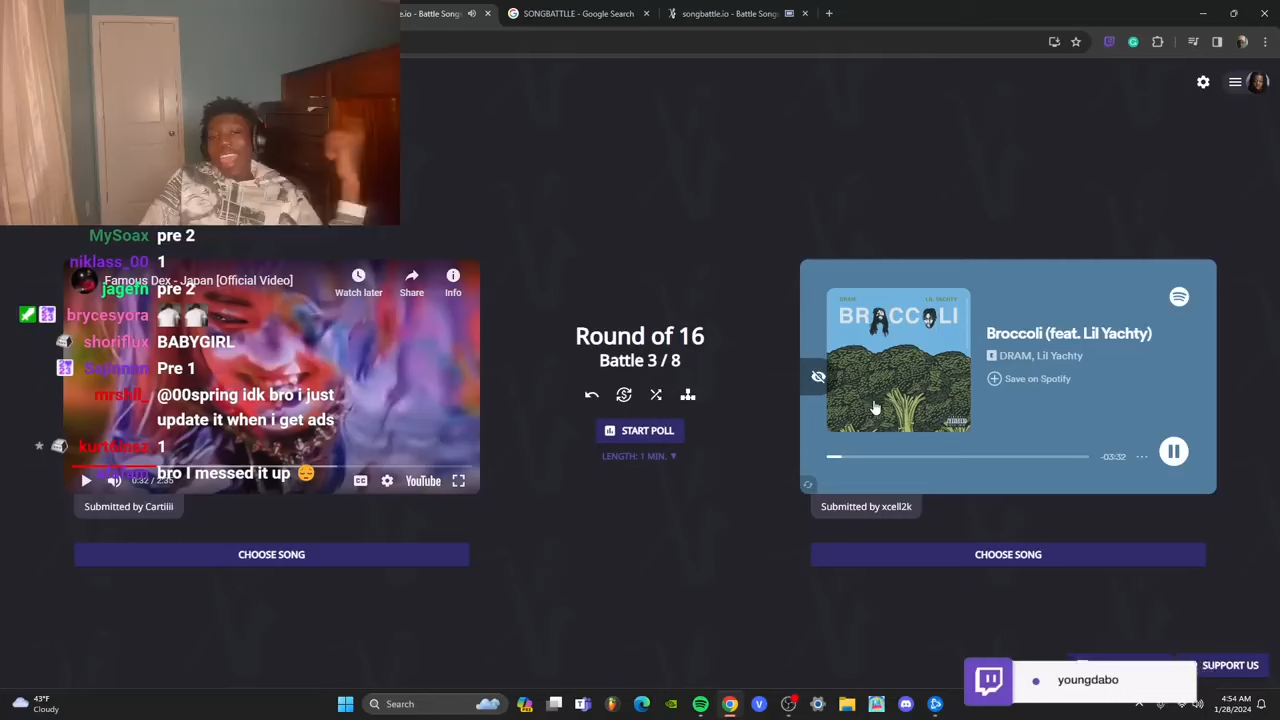 .io - Battle Song
SONGBATTLLE - Google Search
songbattle.io - Battle Song
MySoax pre 2
niklass_00 1
Famous Dex - Japan [Official Video]
Watch later
Share
Info
jagefn pre 2
brycesyora
shoriflux BABYGIRL
Pre 1
mrshil_ @00spring idk bro i just
update it when i get ads
kurt6inez 1
bro I messed it up
0:32 / 2:35
YouTube
Submitted by Cartiiii
CHOOSE SONG
Round of 16
Battle 3 / 8
START POLL
LENGTH: 1 MIN.
DRAM
LIL YACHTY
BROCCOLI
Broccoli (feat. Lil Yachty)
E DRAM, Lil Yachty
Save on Spotify
-03:32
Submitted by xcell2k
CHOOSE SONG
SUPPORT US
youngdabo
43°F
Cloudy
Search
4:54 AM
1/28/2024